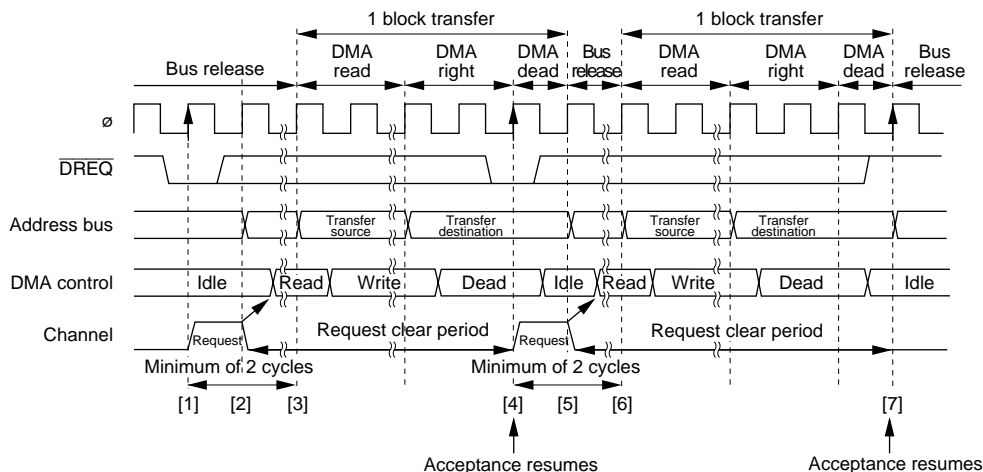 1 block transfer 1 block transfer
Bus release DMA read DMA right DMA dead Bus release DMA read DMA right DMA dead Bus release
ø
DREQ
Address bus Transfer source Transfer destination Transfer source Transfer destination
DMA control Idle Read Write Dead Idle Read Write Dead Idle
Channel Request Request clear period Request Request clear period
Minimum of 2 cycles Minimum of 2 cycles
[1] [2] [3] [4] [5] [6] [7]
Acceptance resumes Acceptance resumes